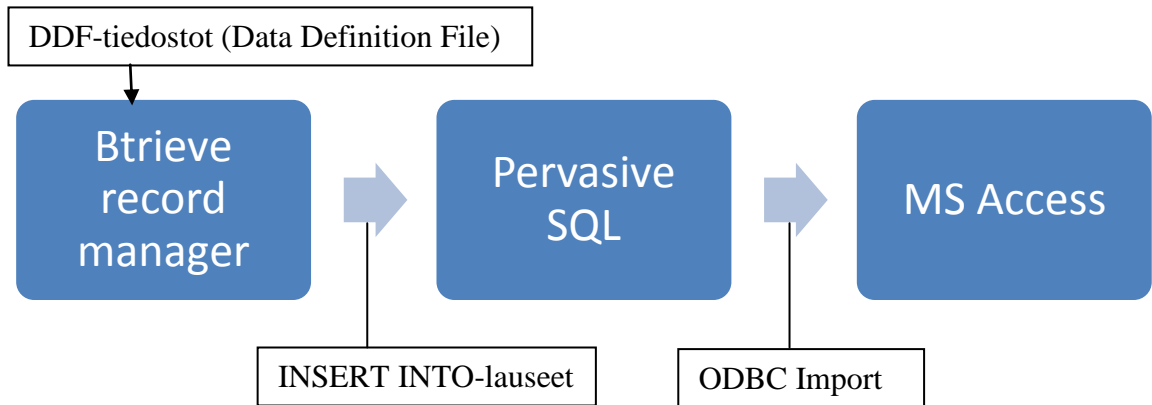 DDF-tiedostot (Data Definition File)
Btrieve
record
manager
Pervasive
SQL
MS Access
INSERT INTO-lauseet
ODBC Import